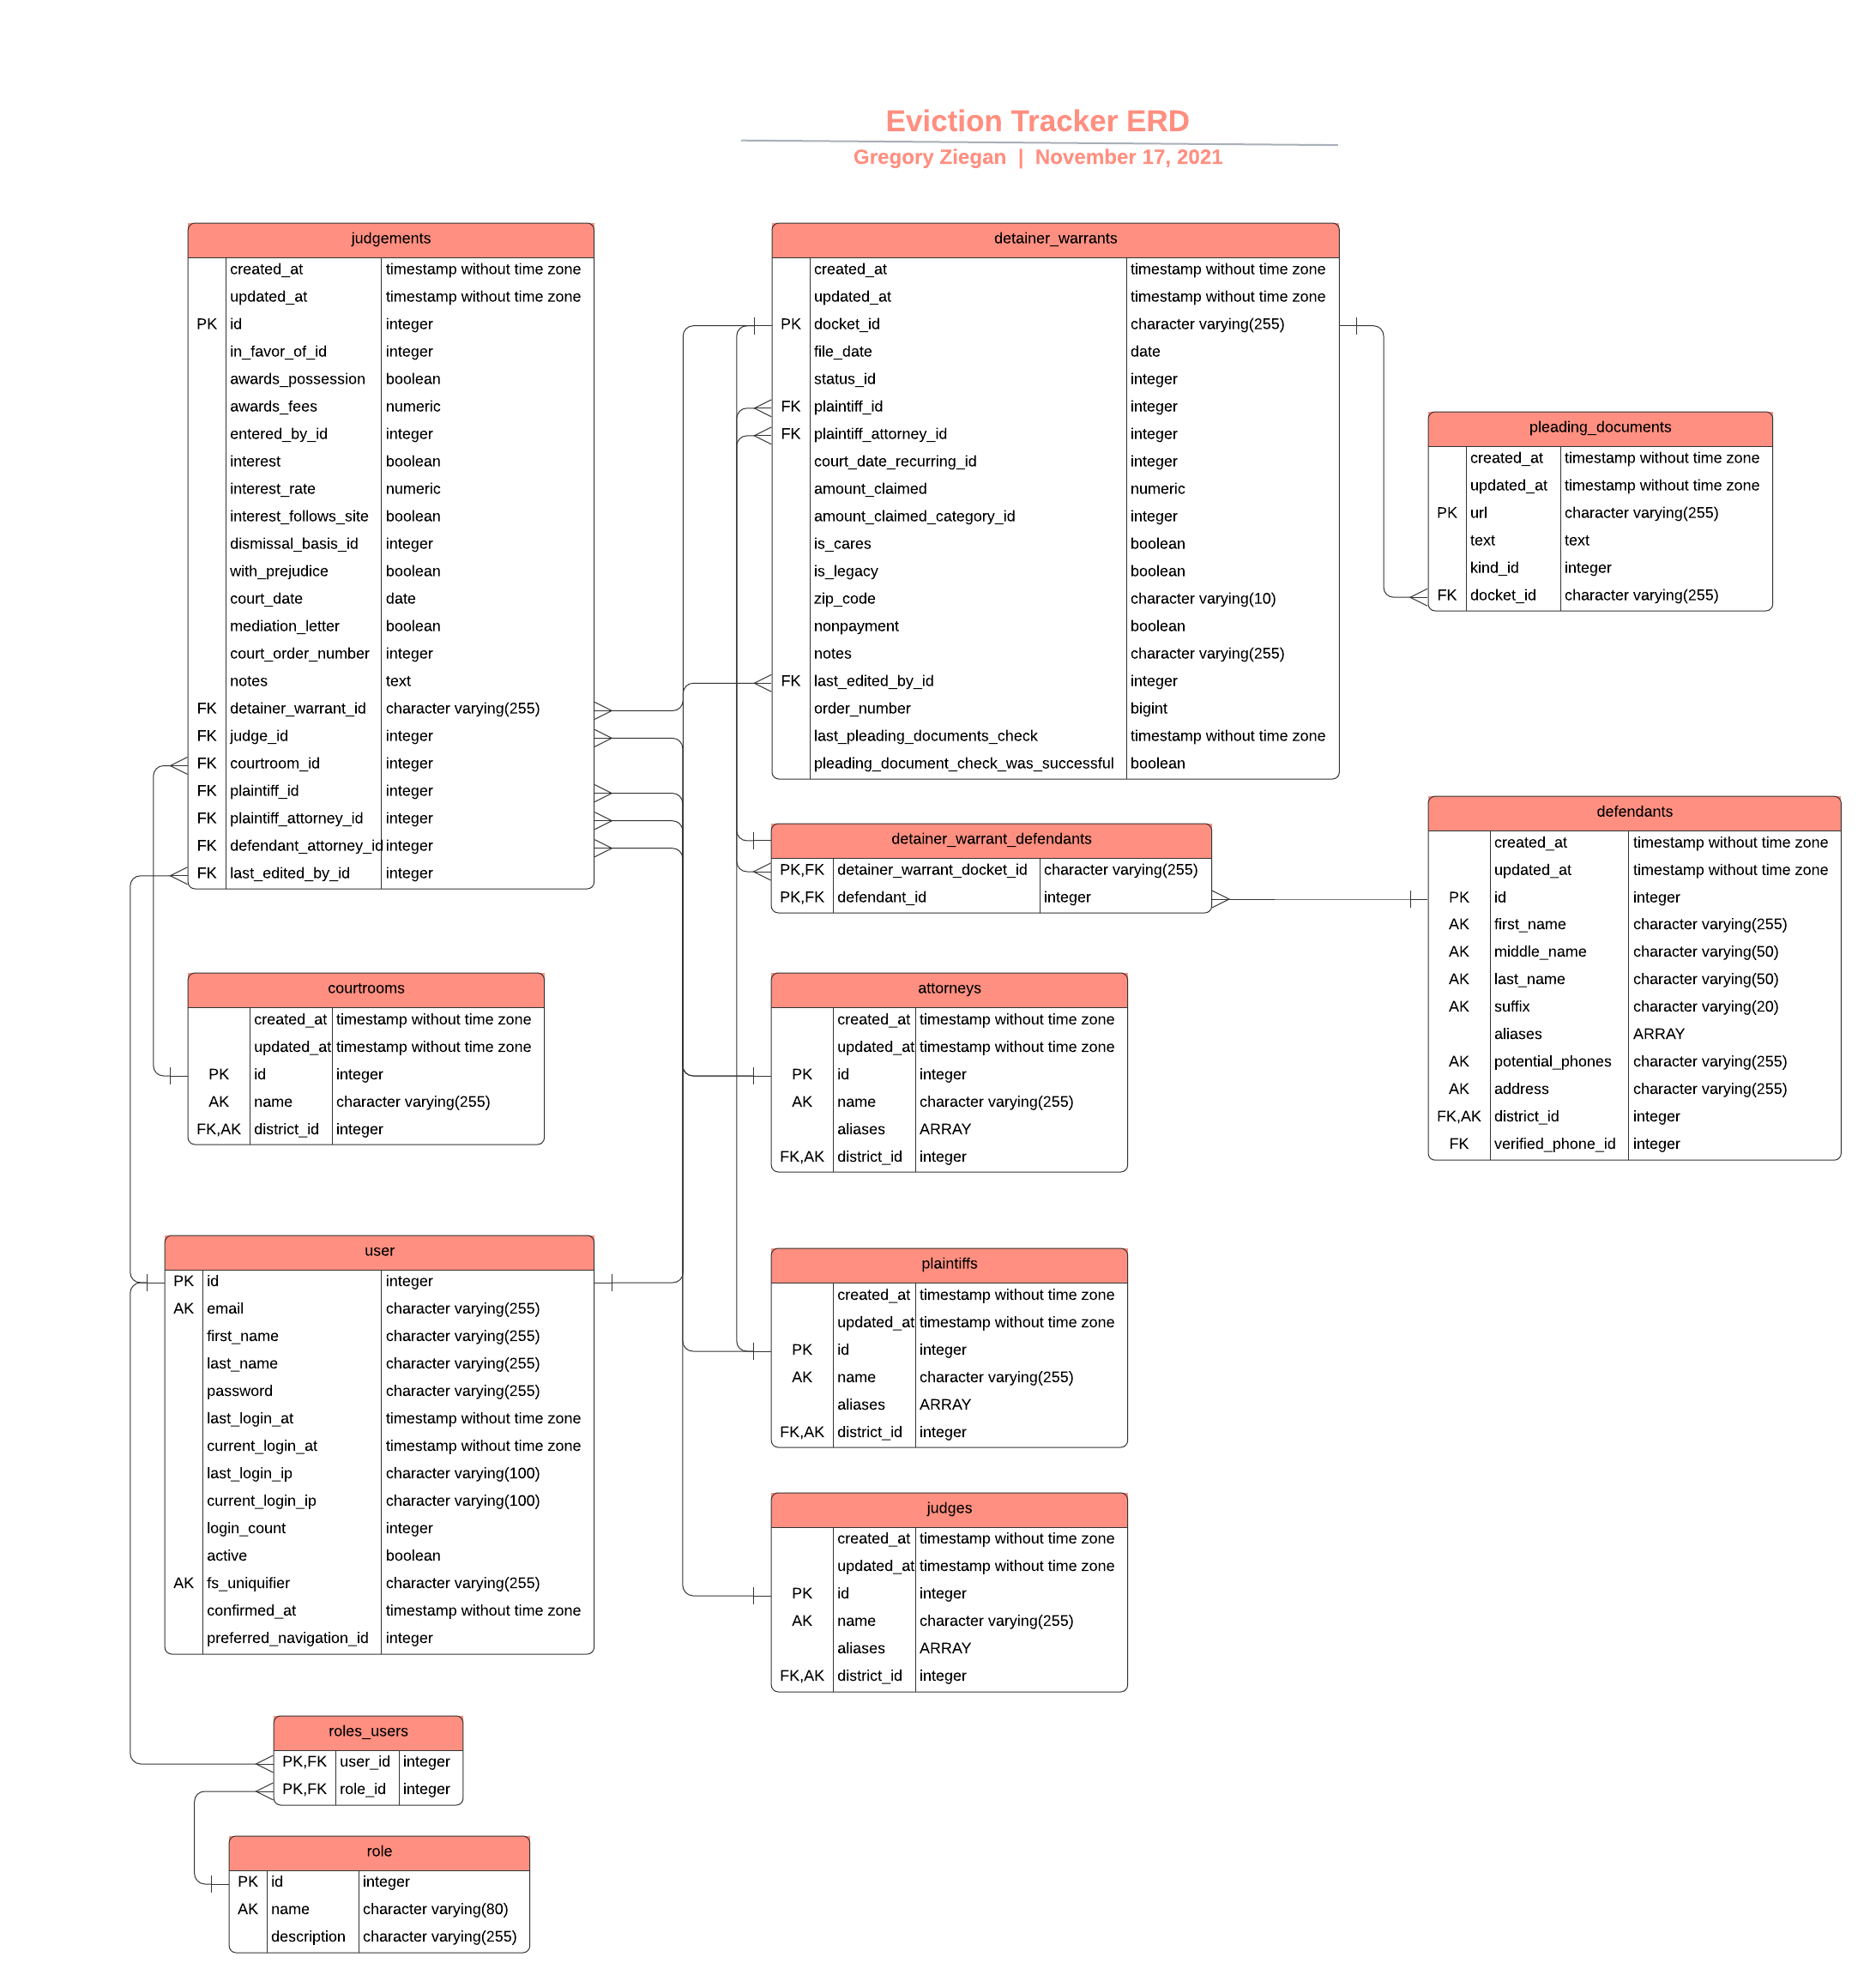 Eviction Tracker ERD
Gregory Ziegan | November 17, 2021
judgements
created_at timestamp without time zone
updated_at timestamp without time zone
PK id integer
in_favor_of_id integer
awards_possession boolean
awards_fees numeric
entered_by_id integer
interest boolean
interest_rate numeric
interest_follows_site boolean
dismissal_basis_id integer
with_prejudice boolean
court_date date
mediation_letter boolean
court_order_number integer
notes text
FK detainer_warrant_id character varying(255)
FK judge_id integer
FK courtroom_id integer
FK plaintiff_id integer
FK plaintiff_attorney_id integer
FK defendant_attorney_id integer
FK last_edited_by_id integer
detainer_warrants
created_at timestamp without time zone
updated_at timestamp without time zone
PK docket_id character varying(255)
file_date date
status_id integer
FK plaintiff_id integer
FK plaintiff_attorney_id integer
court_date_recurring_id integer
amount_claimed numeric
amount_claimed_category_id integer
is_cares boolean
is_legacy boolean
zip_code character varying(10)
nonpayment boolean
notes character varying(255)
FK last_edited_by_id integer
order_number bigint
last_pleading_documents_check timestamp without time zone
pleading_document_check_was_successful boolean
pleading_documents
created_at timestamp without time zone
updated_at timestamp without time zone
PK url character varying(255)
text text
kind_id integer
FK docket_id character varying(255)
detainer_warrant_defendants
PK,FK detainer_warrant_docket_id character varying(255)
PK,FK defendant_id integer
defendants
created_at timestamp without time zone
updated_at timestamp without time zone
PK id integer
AK first_name character varying(255)
AK middle_name character varying(50)
AK last_name character varying(50)
AK suffix character varying(20)
aliases ARRAY
AK potential_phones character varying(255)
AK address character varying(255)
FK,AK district_id integer
FK verified_phone_id integer
courtrooms
created_at timestamp without time zone
updated_at timestamp without time zone
PK id integer
AK name character varying(255)
FK,AK district_id integer
attorneys
created_at timestamp without time zone
updated_at timestamp without time zone
PK id integer
AK name character varying(255)
aliases ARRAY
FK,AK district_id integer
user
PK id integer
AK email character varying(255)
first_name character varying(255)
last_name character varying(255)
password character varying(255)
last_login_at timestamp without time zone
current_login_at timestamp without time zone
last_login_ip character varying(100)
current_login_ip character varying(100)
login_count integer
active boolean
AK fs_uniquifier character varying(255)
confirmed_at timestamp without time zone
preferred_navigation_id integer
plaintiffs
created_at timestamp without time zone
updated_at timestamp without time zone
PK id integer
AK name character varying(255)
aliases ARRAY
FK,AK district_id integer
judges
created_at timestamp without time zone
updated_at timestamp without time zone
PK id integer
AK name character varying(255)
aliases ARRAY
FK,AK district_id integer
roles_users
PK,FK user_id integer
PK,FK role_id integer
role
PK id integer
AK name character varying(80)
description character varying(255)